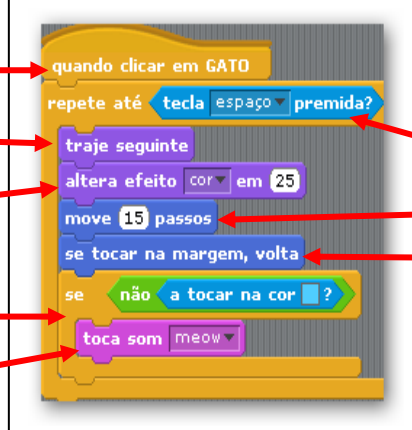 quando clicar em GATO
repete até tecla espaço premida?
traje seguinte
altera efeito cor em 25
move 15 passos
se tocar na margem, volta
se não a tocar na cor ?
toca som meow